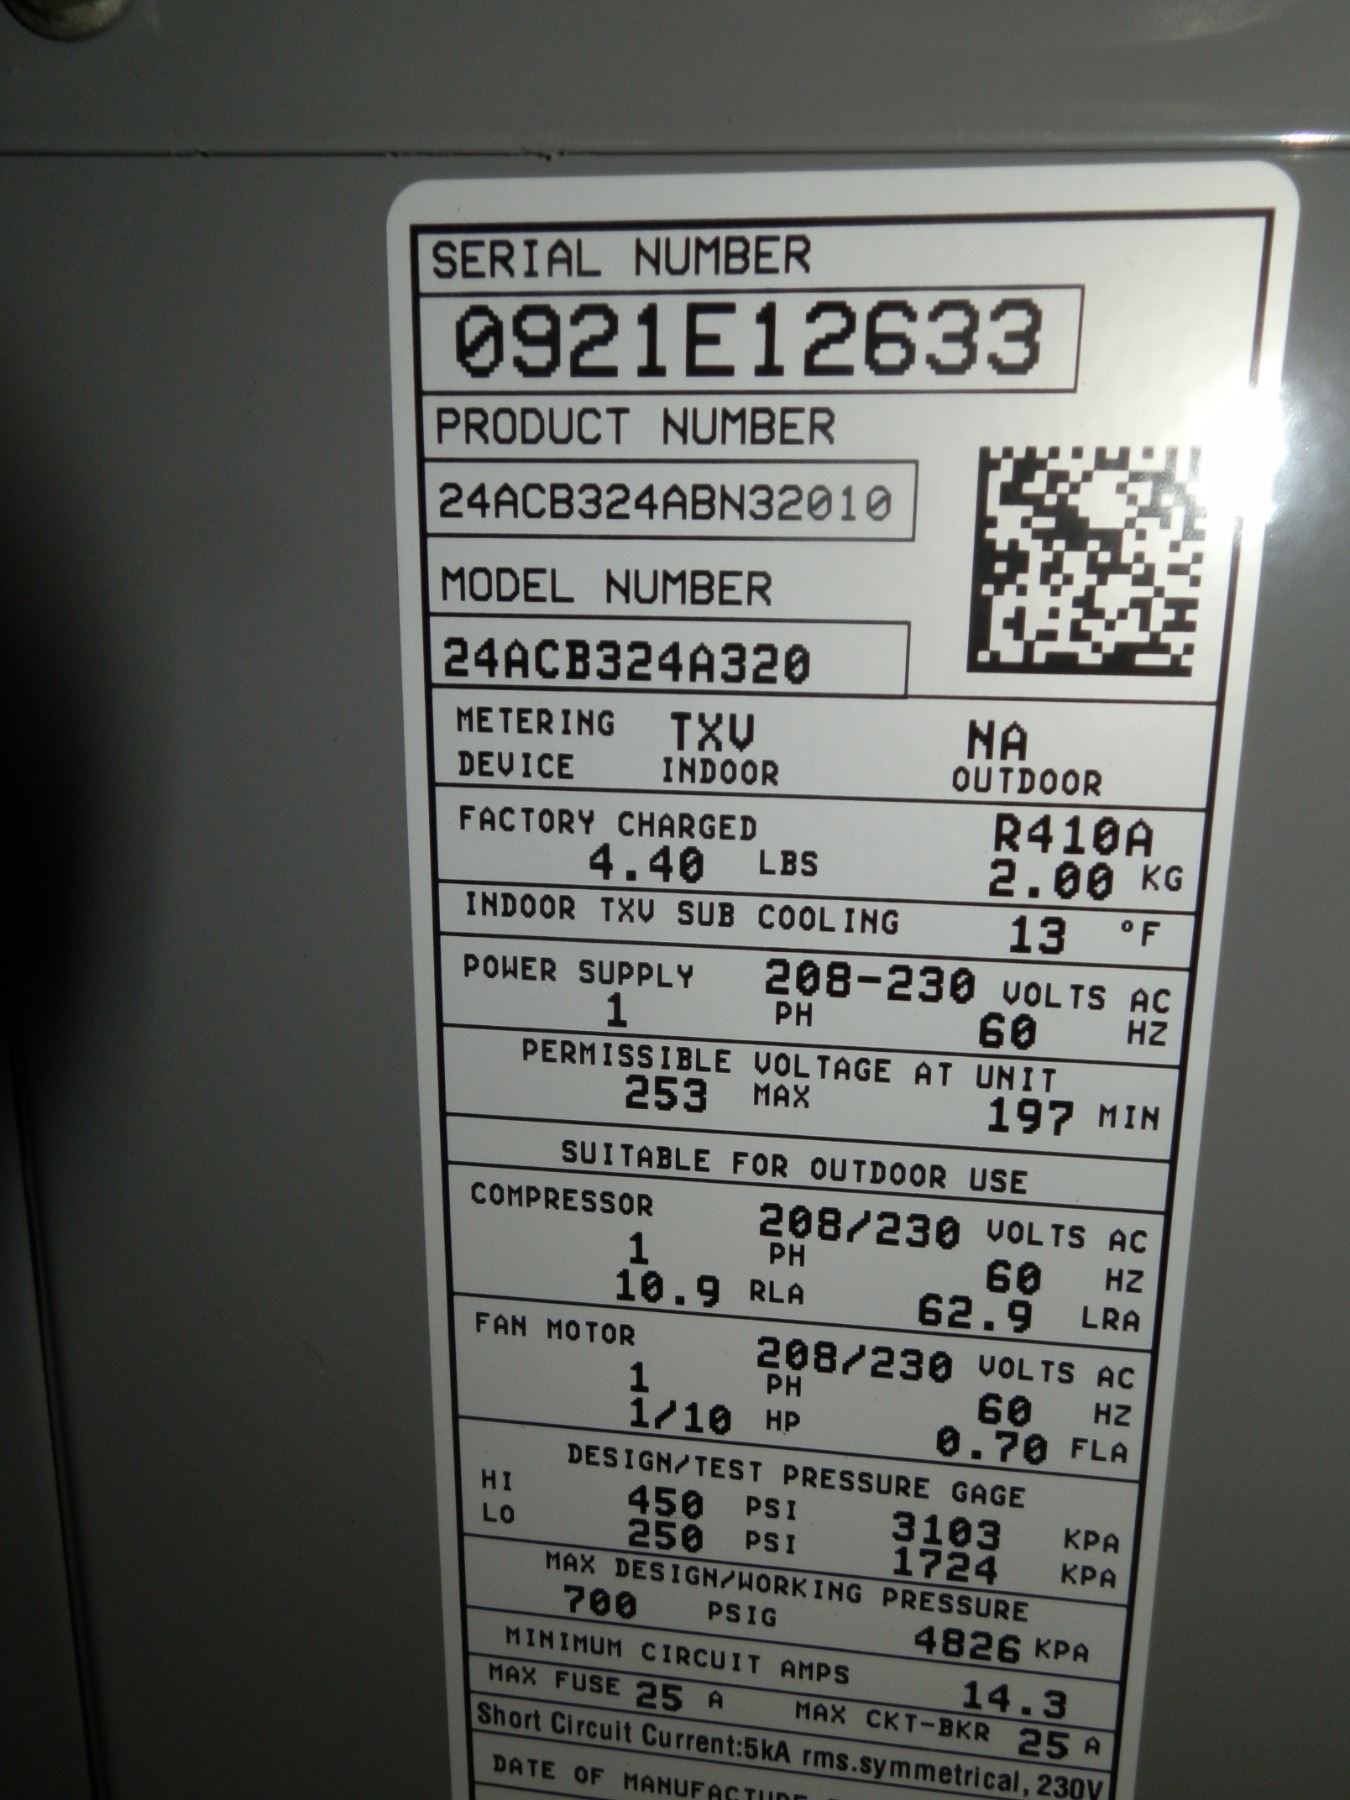 SERIAL NUMBER
0921E12633
PRODUCT NUMBER
24ACB324ABN32010
MODEL NUMBER
24ACB324A320
METERING DEVICE TXV INDOOR NA OUTDOOR
FACTORY CHARGED R410A
4.40 LBS 2.00 KG
INDOOR TXV SUB COOLING 13 °F
POWER SUPPLY 208-230 VOLTS AC
1 PH 60 HZ
PERMISSIBLE VOLTAGE AT UNIT
253 MAX 197 MIN
SUITABLE FOR OUTDOOR USE
COMPRESSOR 208/230 VOLTS AC
1 PH 60 HZ
10.9 RLA 62.9 LRA
FAN MOTOR 208/230 VOLTS AC
1 PH 60 HZ
1/10 HP 0.70 FLA
DESIGN/TEST PRESSURE GAGE
HI 450 PSI 3103 KPA
LO 250 PSI 1724 KPA
MAX DESIGN/WORKING PRESSURE
700 PSIG 4826 KPA
MINIMUM CIRCUIT AMPS 14.3
MAX FUSE 25 A MAX CKT-BKR 25 A
Short Circuit Current:5kA rms.symmetrical, 230V
DATE OF MANUFACTURE